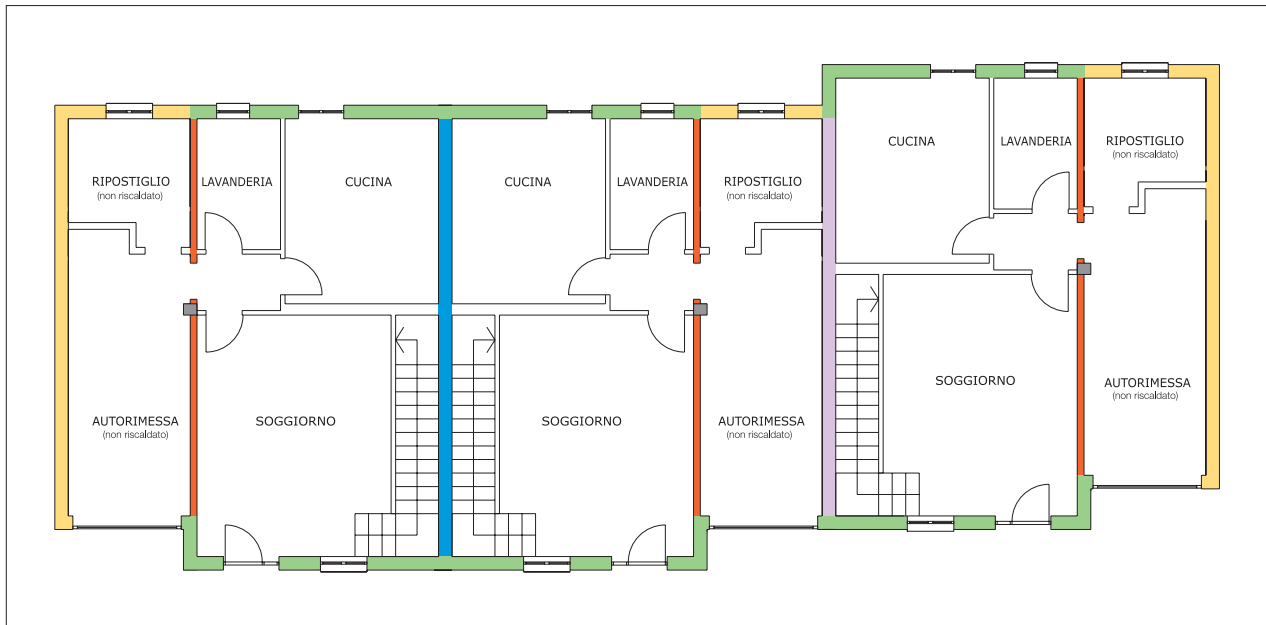 RIPOSTIGLIO
(non riscaldato)
LAVANDERIA
CUCINA
CUCINA
LAVANDERIA
RIPOSTIGLIO
(non riscaldato)
CUCINA
LAVANDERIA
RIPOSTIGLIO
(non riscaldato)
AUTORIMESSA
(non riscaldato)
SOGGIORNO
SOGGIORNO
AUTORIMESSA
(non riscaldato)
SOGGIORNO
AUTORIMESSA
(non riscaldato)